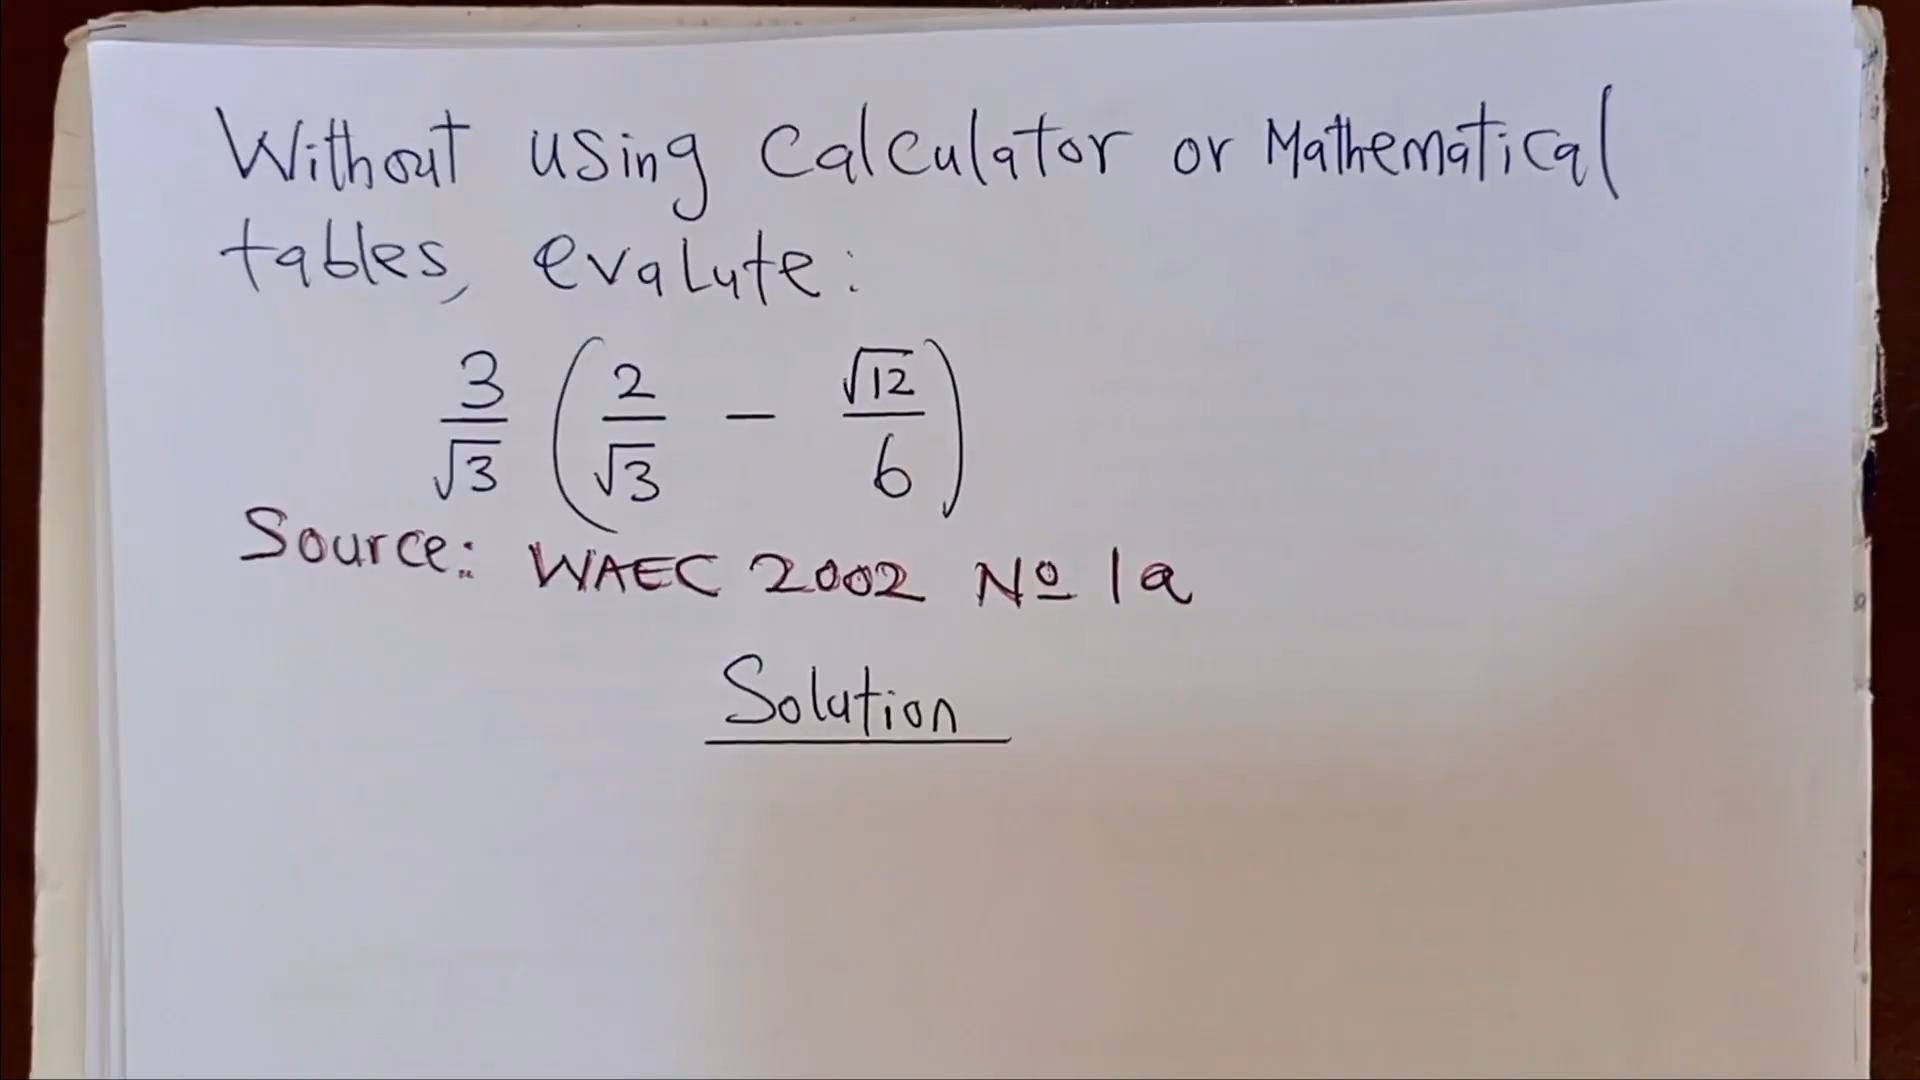 Without using Calculator or Mathematical
tables, evalute:
3/√3 (2/√3 - √12/6)
Source: WAEC 2002 No 1a
Solution